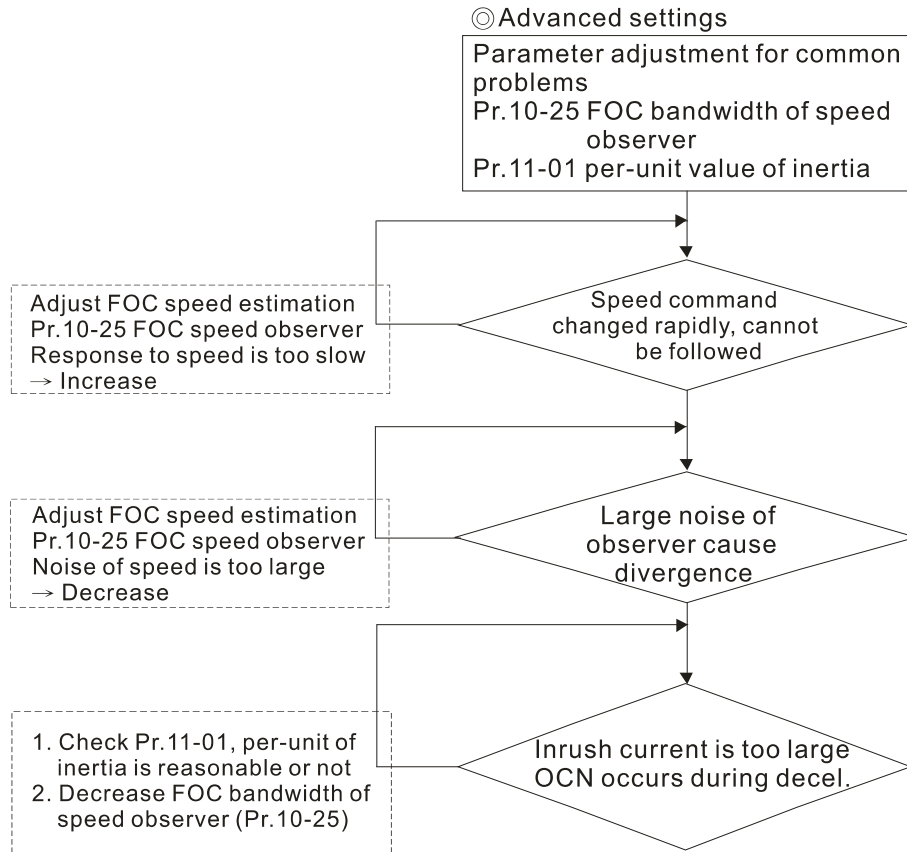 ◎ Advanced settings
Parameter adjustment for common
problems
Pr.10-25 FOC bandwidth of speed
observer
Pr.11-01 per-unit value of inertia
Speed command
changed rapidly, cannot
be followed
Adjust FOC speed estimation
Pr.10-25 FOC speed observer
Response to speed is too slow
→ Increase
Large noise of
observer cause
divergence
Adjust FOC speed estimation
Pr.10-25 FOC speed observer
Noise of speed is too large
→ Decrease
Inrush current is too large
OCN occurs during decel.
1. Check Pr.11-01, per-unit of
inertia is reasonable or not
2. Decrease FOC bandwidth of
speed observer (Pr.10-25)